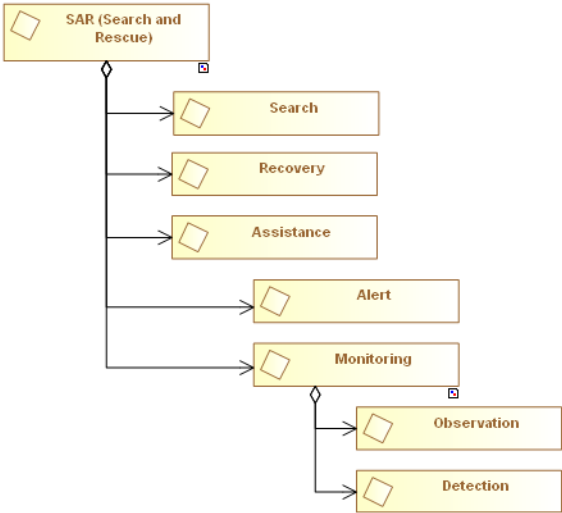 SAR (Search and
Rescue)
Search
Recovery
Assistance
Alert
Monitoring
Observation
Detection